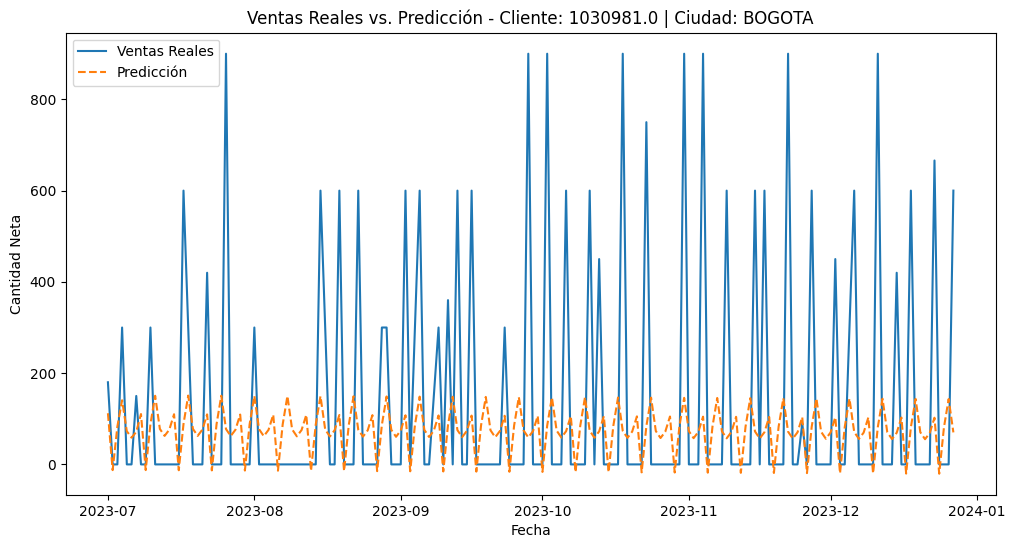 Ventas Reales vs. Predicción - Cliente: 1030981.0 | Ciudad: BOGOTA
Ventas Reales
Predicción
Cantidad Neta
800
600
400
200
0
2023-07
2023-08
2023-09
2023-10
2023-11
2023-12
2024-01
Fecha